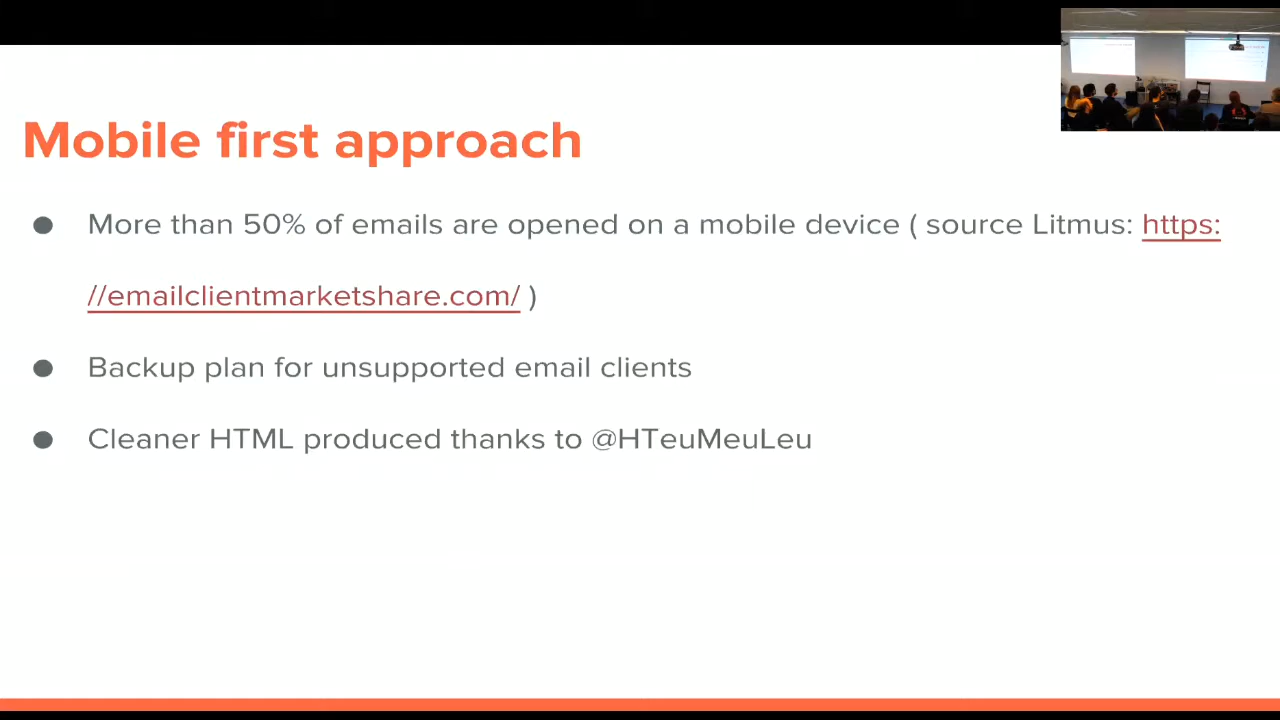 Mobile first approach
● More than 50% of emails are opened on a mobile device ( source Litmus: https:
//emailclientmarketshare.com/ )
● Backup plan for unsupported email clients
● Cleaner HTML produced thanks to @HTeuMeuLeu